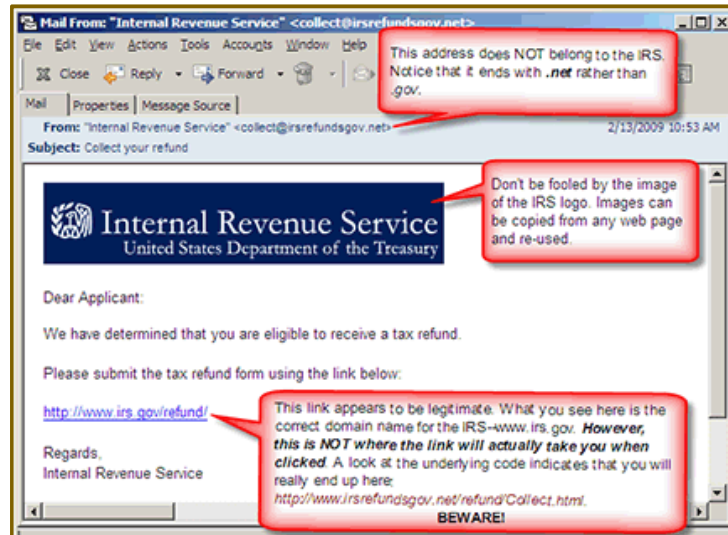 Mail From: "Internal Revenue Service" <collect@irsrefundsgov.net>
File Edit View Actions Tools Accounts Window Help
Close Reply Forward
This address does NOT belong to the IRS.
Notice that it ends with .net rather than
.gov.
Mail Properties Message Source
From: "Internal Revenue Service" <collect@irsrefundsgov.net>
2/13/2009 10:53 AM
Subject: Collect your refund
Internal Revenue Service
United States Department of the Treasury
Don't be fooled by the image
of the IRS logo. Images can
be copied from any web page
and re-used.
Dear Applicant:
We have determined that you are eligible to receive a tax refund.
Please submit the tax refund form using the link below:
http://www.irs.gov/refund/
Regards,
Internal Revenue Service
This link appears to be legitimate. What you see here is the
correct domain name for the IRS--www.irs.gov. However,
this is NOT where the link will actually take you when
clicked. A look at the underlying code indicates that you will
really end up here;
http://www.irsrefundsgov.net/refund/Collect.html.
BEWARE!